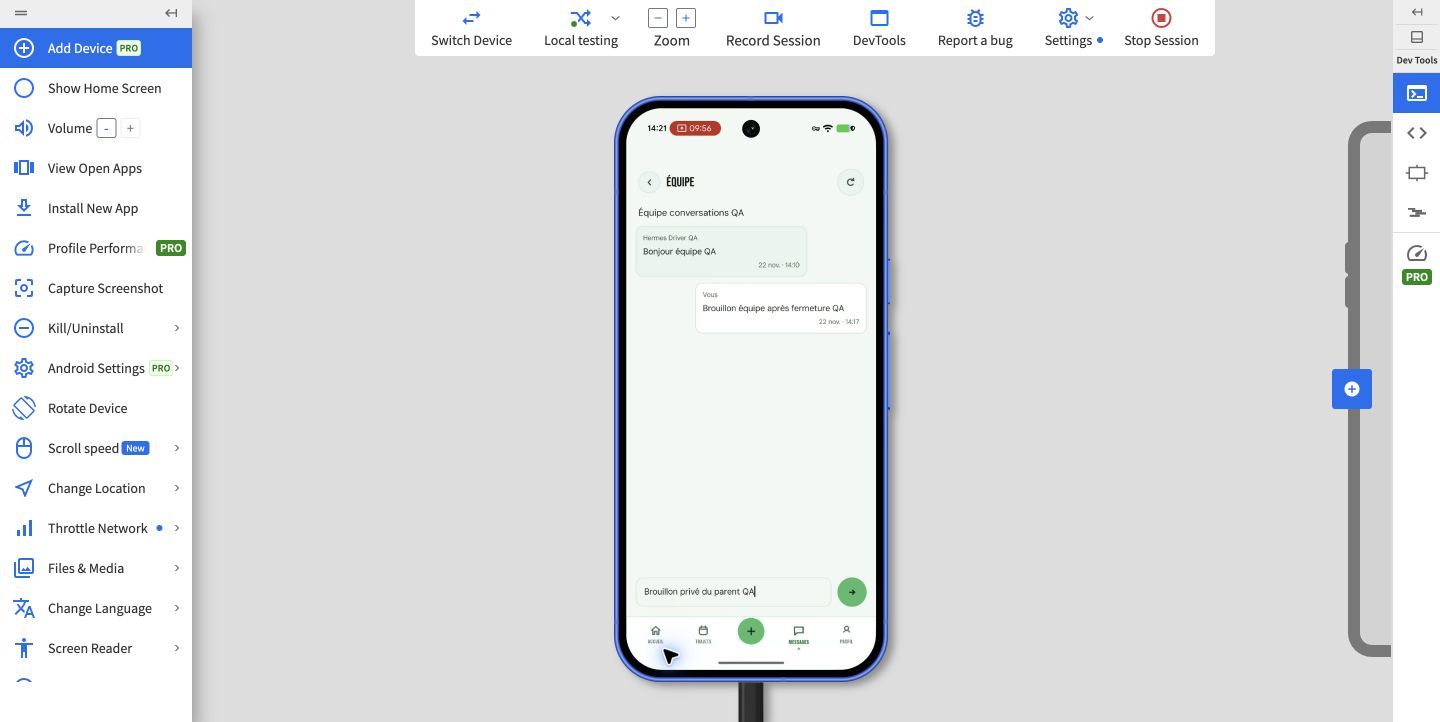 Add Device PRO
Show Home Screen
Volume - +
View Open Apps
Install New App
Profile Performa PRO
Capture Screenshot
Kill/Uninstall
Android Settings PRO
Rotate Device
Scroll speed New
Change Location
Throttle Network
Files & Media
Change Language
Screen Reader
Switch Device
Local testing
Zoom
Record Session
DevTools
Report a bug
Settings
Stop Session
14:21 09:56
ÉQUIPE
Équipe conversations QA
Hermes Driver QA
Bonjour équipe QA
22 nov. · 14:10
Vous
Brouillon équipe après fermeture QA
22 nov. · 14:17
Brouillon privé du parent QA
ACCUEIL
TRAJETS
MESSAGES
PROFIL
Dev Tools
PRO